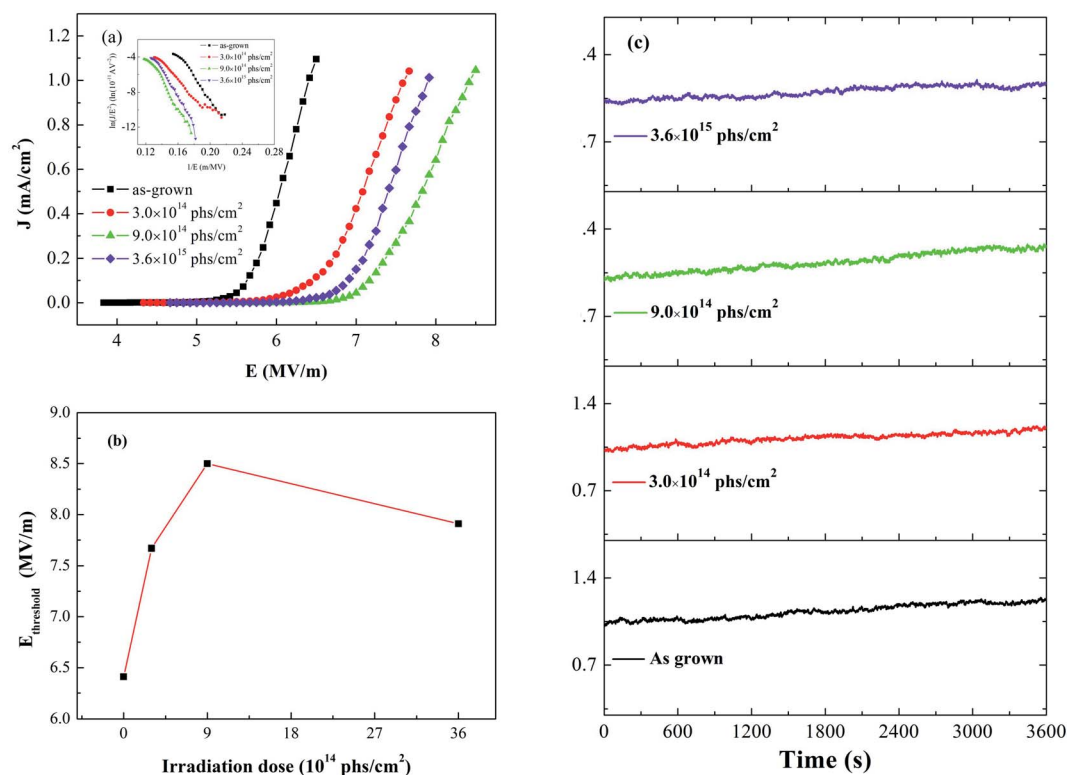 (a)
1.2
1.0
0.8
0.6
0.4
0.2
0.0
J (mA/cm²)
4 5 6 7 8
E (MV/m)
as-grown
3.0×10¹⁴ phs/cm²
9.0×10¹⁴ phs/cm²
3.6×10¹⁵ phs/cm²
as-grown
3.0×10¹⁴ phs/cm²
9.0×10¹⁴ phs/cm²
3.6×10¹⁵ phs/cm²
-4
-8
-12
0.12 0.16 0.20 0.24 0.28
1/E (m/MV)
(b)
9.0
8.5
8.0
7.5
7.0
6.5
6.0
E threshold (MV/m)
0 9 18 27 36
Irradiation dose (10¹⁴ phs/cm²)
(c)
.4
.7
3.6×10¹⁵ phs/cm²
.4
.7
9.0×10¹⁴ phs/cm²
1.4
0.7
3.0×10¹⁴ phs/cm²
1.4
0.7
As grown
0 600 1200 1800 2400 3000 3600
Time (s)